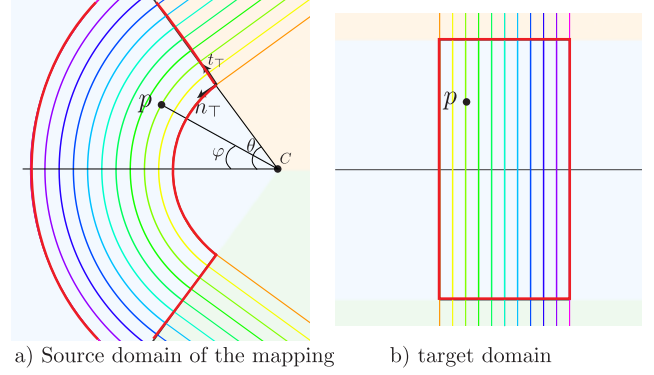 t⊤
p
n⊤
θ
φ
C
p
a) Source domain of the mapping
b) target domain